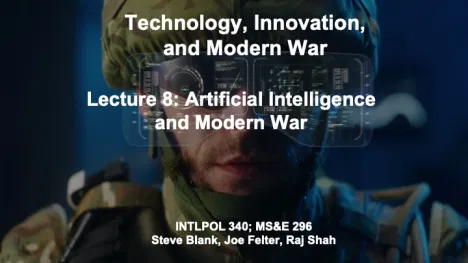 Technology, Innovation,
and Modern War
Lecture 8: Artificial Intelligence
and Modern War
INTLPOL 340; MS&E 296
Steve Blank, Joe Felter, Raj Shah